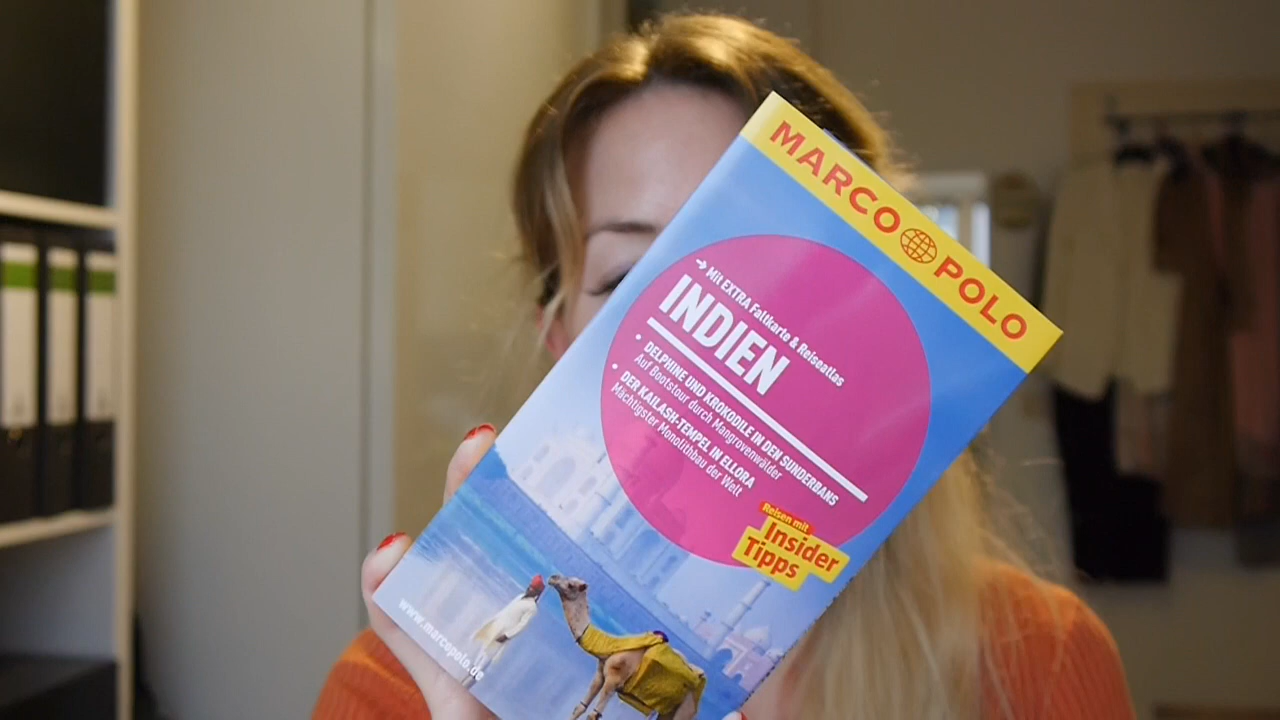 MARCO POLO
→ Mit EXTRA Faltkarte & Reiseatlas
INDIEN
• DELPHINE UND KROKODILE IN DEN SUNDERBANS
Auf Bootstour durch Mangrovenwälder
• DER KAILASH-TEMPEL IN ELLORA
Mächtigster Monolithbau der Welt
Reisen mit
Insider
Tipps
www.marcopolo.de